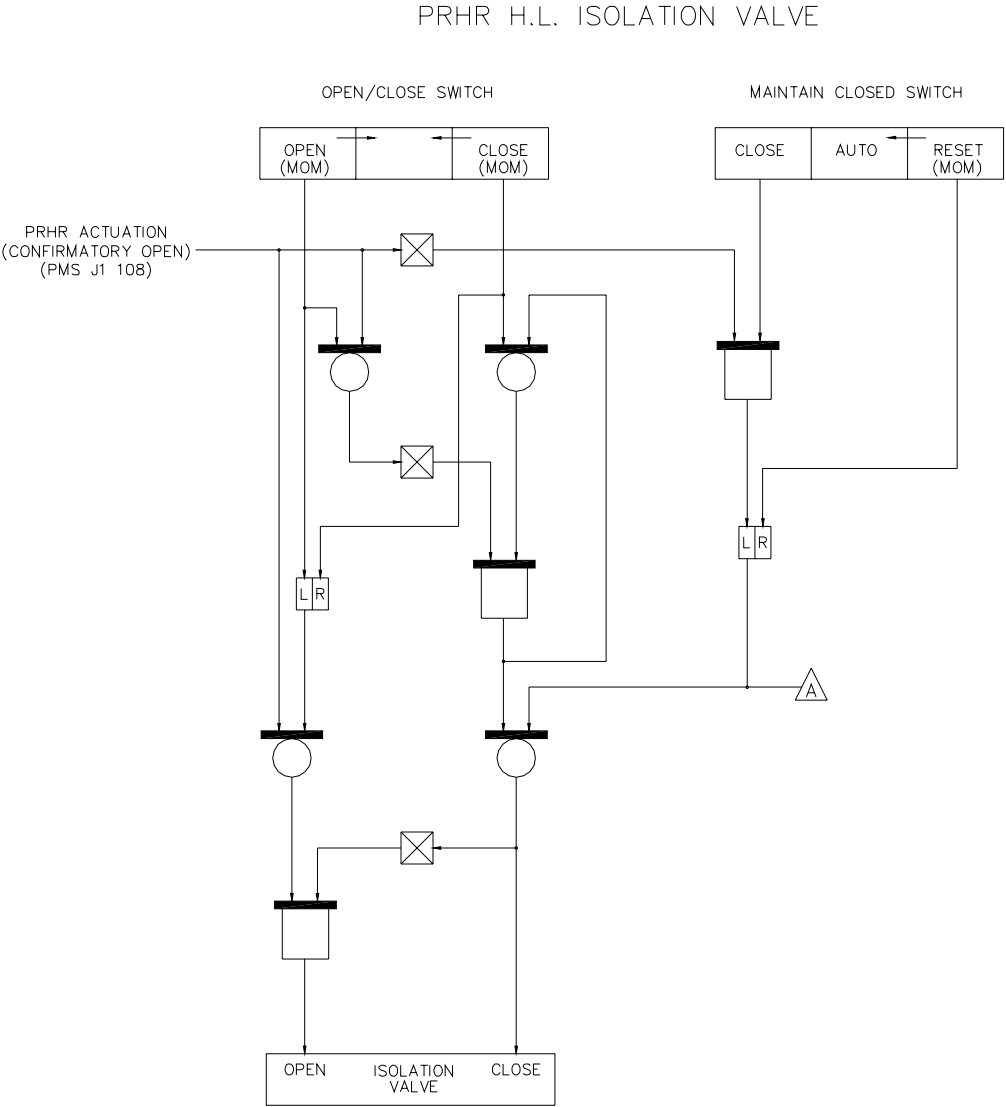 PRHR H.L. ISOLATION VALVE
OPEN/CLOSE SWITCH
MAINTAIN CLOSED SWITCH
OPEN
(MOM)
CLOSE
(MOM)
CLOSE
AUTO
RESET
(MOM)
PRHR ACTUATION
(CONFIRMATORY OPEN)
(PMS J1 108)
L R
L R
A
OPEN
ISOLATION
VALVE
CLOSE